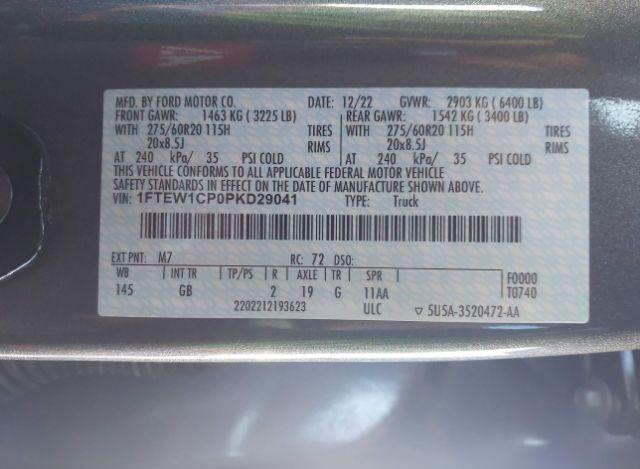 MFD. BY FORD MOTOR CO. DATE: 12/22 GVWR: 2903 KG ( 6400 LB)
FRONT GAWR: 1463 KG ( 3225 LB) REAR GAWR: 1542 KG ( 3400 LB)
WITH 275/60R20 115H TIRES WITH 275/60R20 115H TIRES
20x8.5J RIMS 20x8.5J RIMS
AT 240 kPa/ 35 PSI COLD AT 240 kPa/ 35 PSI COLD
THIS VEHICLE CONFORMS TO ALL APPLICABLE FEDERAL MOTOR VEHICLE
SAFETY STANDARDS IN EFFECT ON THE DATE OF MANUFACTURE SHOWN ABOVE.
VIN: 1FTEW1CP0PKD29041 TYPE: Truck
EXT PNT: M7 RC: 72 DSO:
WB INT TR TP/PS R AXLE TR SPR F0000
145 GB 2 19 G 11AA T0740
2202212193623 ULC ▽ 5U5A-3520472-AA